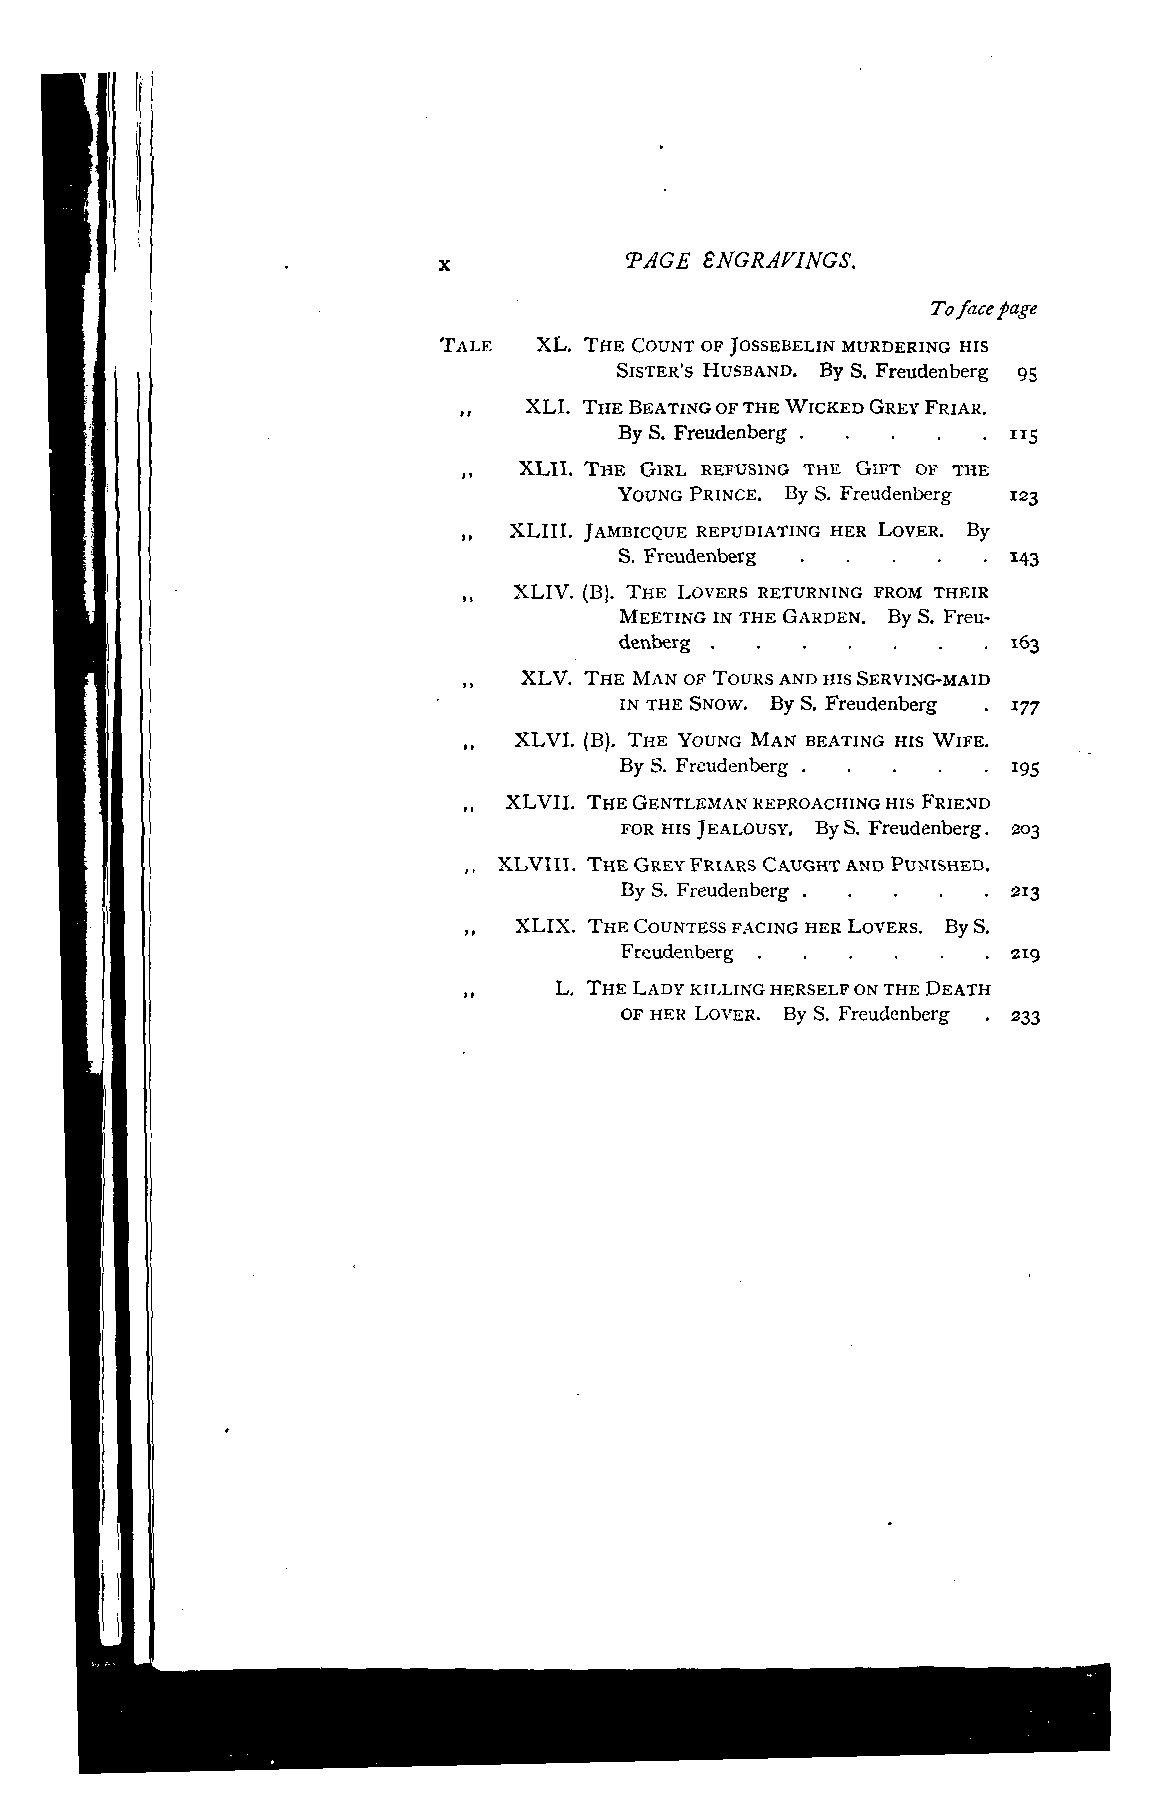 x PAGE ENGRAVINGS.
To face page
TALE XL. THE COUNT OF JOSSEBELIN MURDERING HIS
SISTER'S HUSBAND. By S. Freudenberg 95
,, XLI. THE BEATING OF THE WICKED GREY FRIAR.
By S. Freudenberg . . . . . 115
,, XLII. THE GIRL REFUSING THE GIFT OF THE
YOUNG PRINCE. By S. Freudenberg 123
,, XLIII. JAMBICQUE REPUDIATING HER LOVER. By
S. Freudenberg . . . . . 143
,, XLIV. (B). THE LOVERS RETURNING FROM THEIR
MEETING IN THE GARDEN. By S. Freu-
denberg . . . . . . . 163
,, XLV. THE MAN OF TOURS AND HIS SERVING-MAID
IN THE SNOW. By S. Freudenberg . 177
,, XLVI. (B). THE YOUNG MAN BEATING HIS WIFE.
By S. Freudenberg . . . . . 195
,, XLVII. THE GENTLEMAN REPROACHING HIS FRIEND
FOR HIS JEALOUSY. By S. Freudenberg. 203
,, XLVIII. THE GREY FRIARS CAUGHT AND PUNISHED.
By S. Freudenberg . . . . . 213
,, XLIX. THE COUNTESS FACING HER LOVERS. By S.
Freudenberg . . . . . . 219
,, L. THE LADY KILLING HERSELF ON THE DEATH
OF HER LOVER. By S. Freudenberg . 233